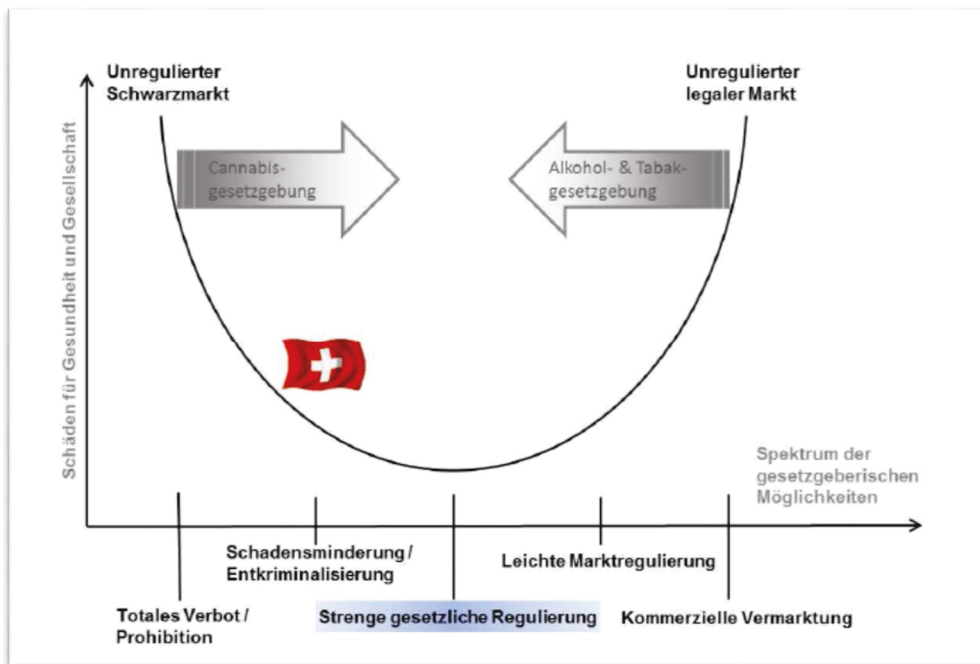 Unregulierter
Schwarzmarkt
Unregulierter
legaler Markt
Cannabis-
gesetzgebung
Alkohol- & Tabak-
gesetzgebung
Schäden für Gesundheit und Gesellschaft
Spektrum der
gesetzgeberischen
Möglichkeiten
Schadensminderung /
Entkriminalisierung
Leichte Marktregulierung
Totales Verbot /
Prohibition
Strenge gesetzliche Regulierung
Kommerzielle Vermarktung